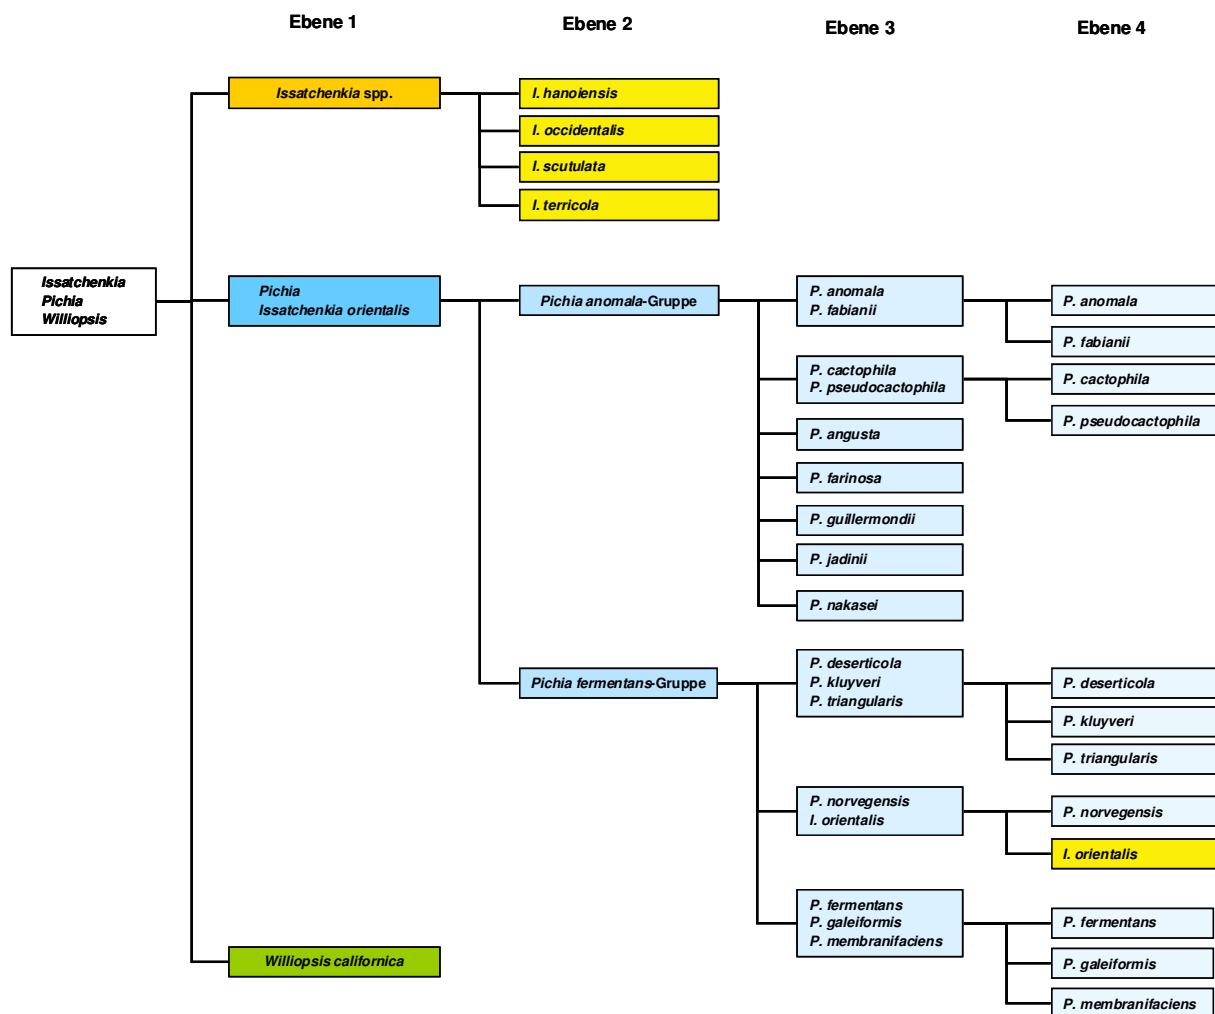 Ebene 1
Ebene 2
Ebene 3
Ebene 4
Issatchenkia
Pichia
Williopsis
Issatchenkia spp.
I. hanoiensis
I. occidentalis
I. scutulata
I. terricola
Pichia
Issatchenkia orientalis
Pichia anomala-Gruppe
P. anomala
P. fabianii
P. anomala
P. fabianii
P. cactophila
P. pseudocactophila
P. cactophila
P. pseudocactophila
P. angusta
P. farinosa
P. guillermondii
P. jadinii
P. nakasei
Pichia fermentans-Gruppe
P. deserticola
P. kluyveri
P. triangularis
P. deserticola
P. kluyveri
P. triangularis
P. norvegensis
I. orientalis
P. norvegensis
I. orientalis
P. fermentans
P. galeiformis
P. membranifaciens
P. fermentans
P. galeiformis
P. membranifaciens
Williopsis californica